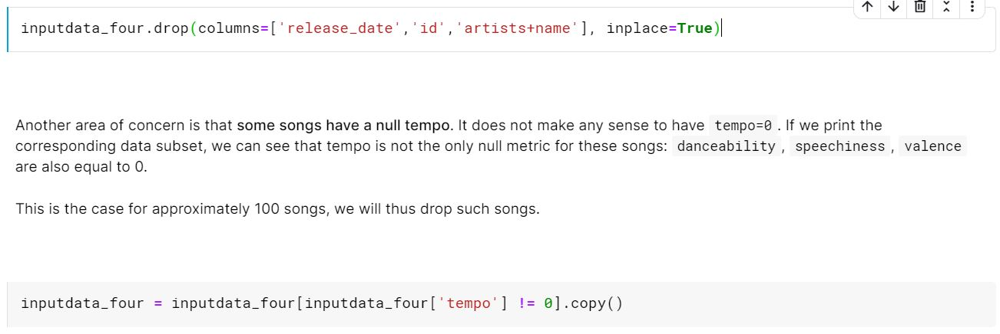 inputdata_four.drop(columns=['release_date','id','artists+name'], inplace=True)
Another area of concern is that some songs have a null tempo. It does not make any sense to have tempo=0 . If we print the
corresponding data subset, we can see that tempo is not the only null metric for these songs: danceability , speechiness , valence
are also equal to 0.
This is the case for approximately 100 songs, we will thus drop such songs.
inputdata_four = inputdata_four[inputdata_four['tempo'] != 0].copy()